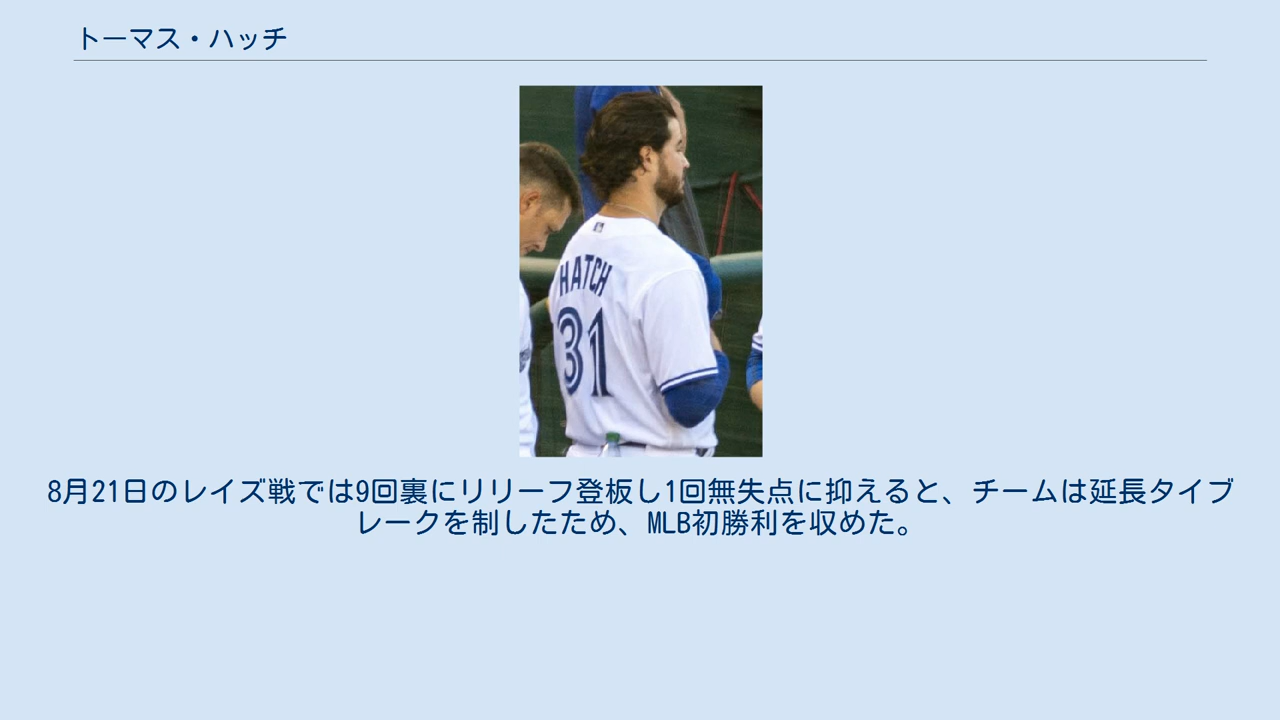 トーマス・ハッチ
HATCH
31
8月21日のレイズ戦では9回裏にリリーフ登板し1回無失点に抑えると、チームは延長タイブ
レークを制したため、MLB初勝利を収めた。